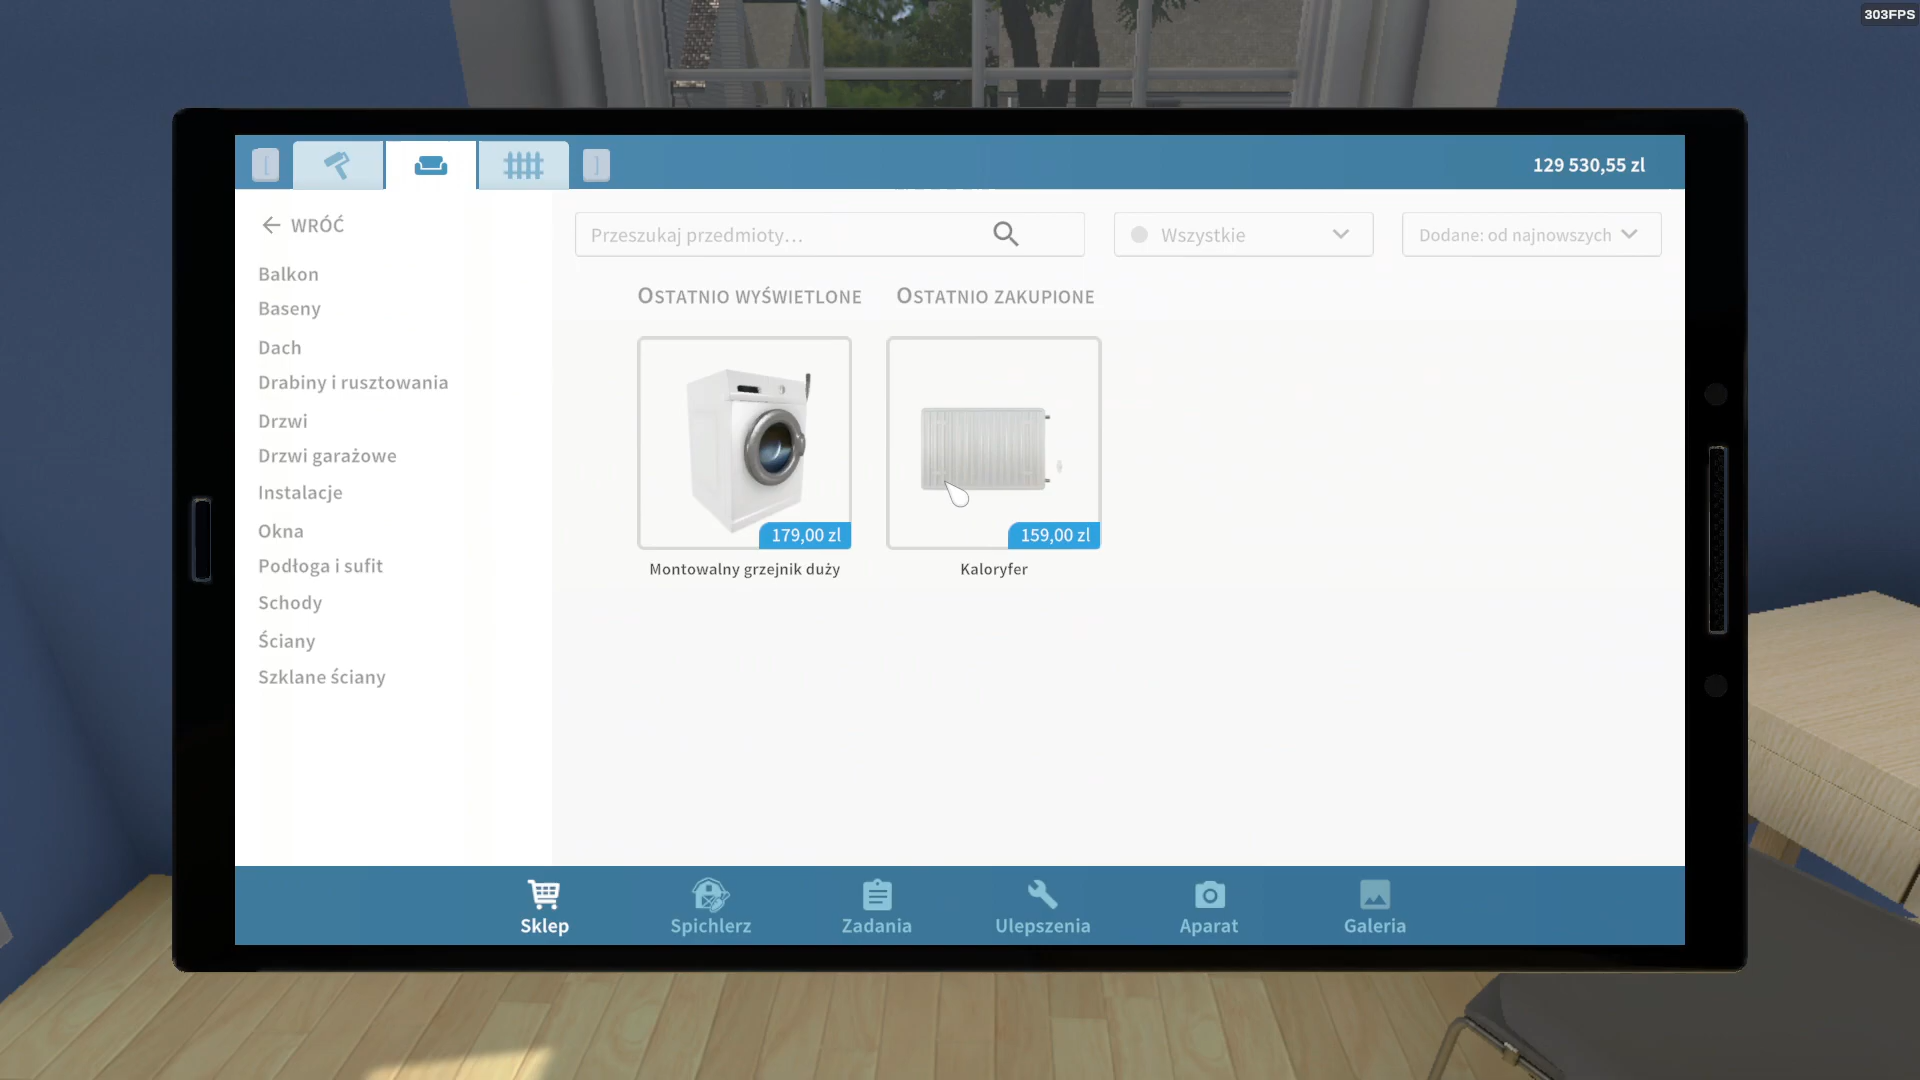 303FPS
[
]
129 530,55 zl
WRÓĆ
Przeszukaj przedmioty...
Wszystkie
Dodane: od najnowszych
Balkon
Baseny
Dach
Drabiny i rusztowania
Drzwi
Drzwi garażowe
Instalacje
Okna
Podłoga i sufit
Schody
Ściany
Szklane ściany
OSTATNIO WYŚWIETLONE
OSTATNIO ZAKUPIONE
179,00 zl
159,00 zl
Montowalny grzejnik duży
Kaloryfer
Sklep
Spichlerz
Zadania
Ulepszenia
Aparat
Galeria